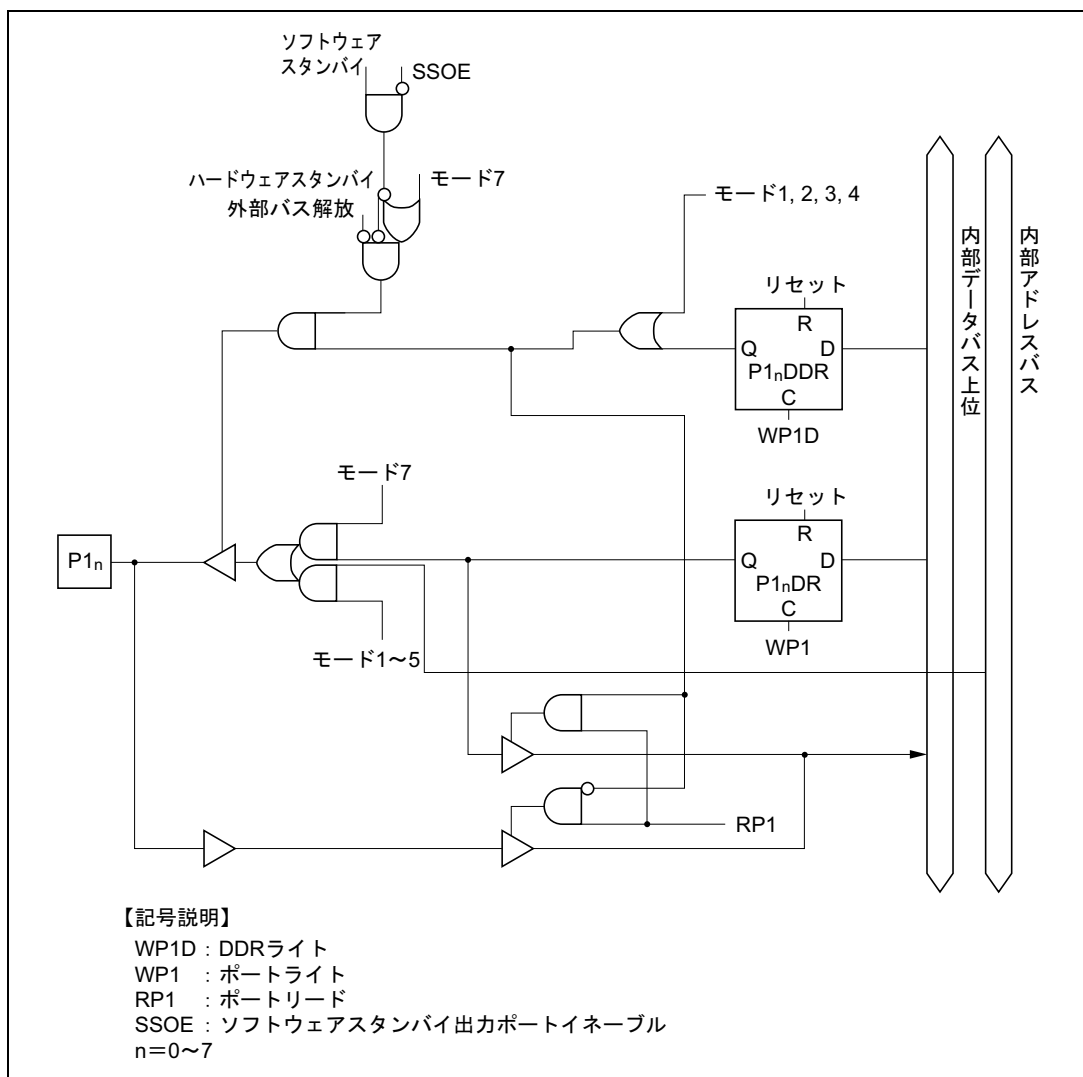 ソフトウェア
スタンバイ
SSOE
ハードウェアスタンバイ
モード7
外部バス解放
モード1, 2, 3, 4
リセット
R
Q
D
P1nDDR
C
WP1D
内部データバス上位
内部アドレスバス
モード7
リセット
R
P1n
Q
D
P1nDR
C
WP1
モード1～5
RP1
【記号説明】
WP1D : DDRライト
WP1 : ポートライト
RP1 : ポートリード
SSOE : ソフトウェアスタンバイ出力ポートイネーブル
n＝0～7